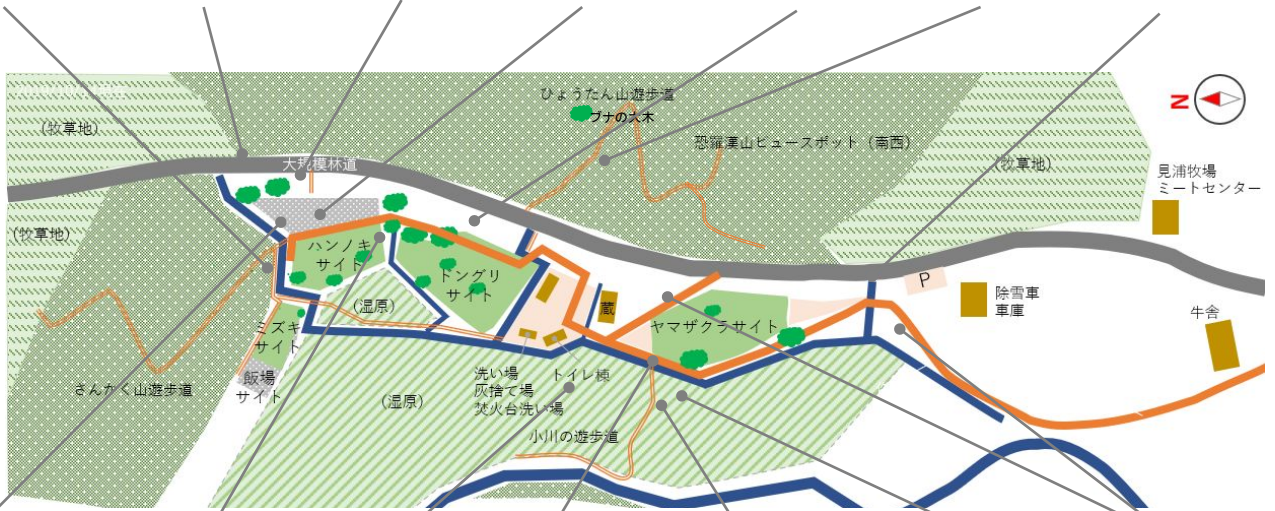 ひょうたん山遊歩道
ブナの大木
恐羅漢山ビュースポット（南西）
N
(牧草地)
大規模林道
(牧草地)
見浦牧場
ミートセンター
(牧草地)
ハンノキ
サイト
ドングリ
サイト
P
(湿原)
蔵
除雪車
車庫
牛舎
ヤマザクラサイト
ミズキ
サイト
飯場
サイト
さんかく山遊歩道
(湿原)
洗い場
灰捨て場
焚火台洗い場
トイレ棟
小川の遊歩道